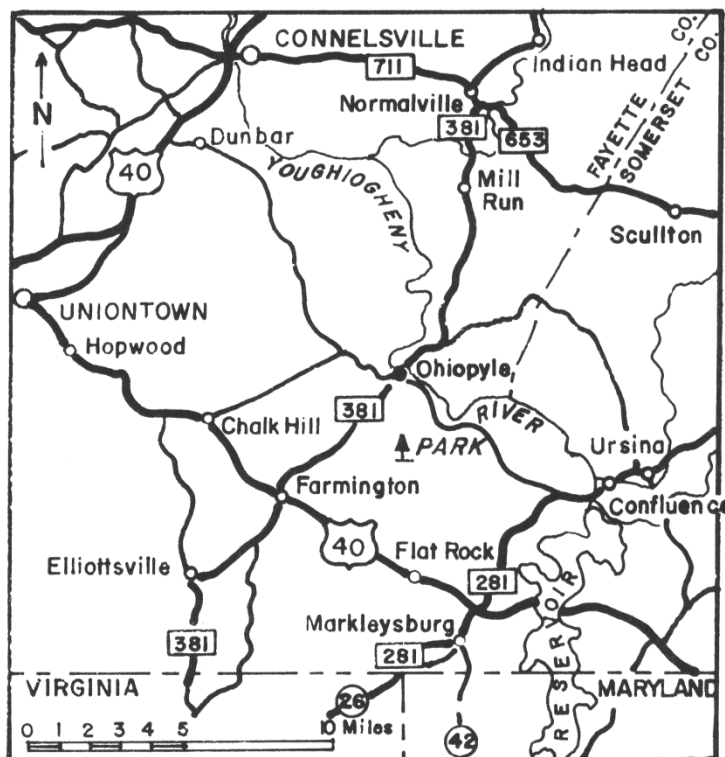 CONNELSVILLE
711
Indian Head
CO.
CO.
Normalville
N
381
653
Dunbar
FAYETTE
SOMERSET
40
YOUGHIOGHENY
Mill
Run
Scullton
UNIONTOWN
Hopwood
Ohiopyle
381
RIVER
Chalk Hill
PARK
Ursina
Farmington
Confluence
40
Flat Rock
Elliottsville
281
RESERVOIR
Markleysburg
381
281
VIRGINIA
MARYLAND
26
0 1 2 3 4 5 10 Miles
42